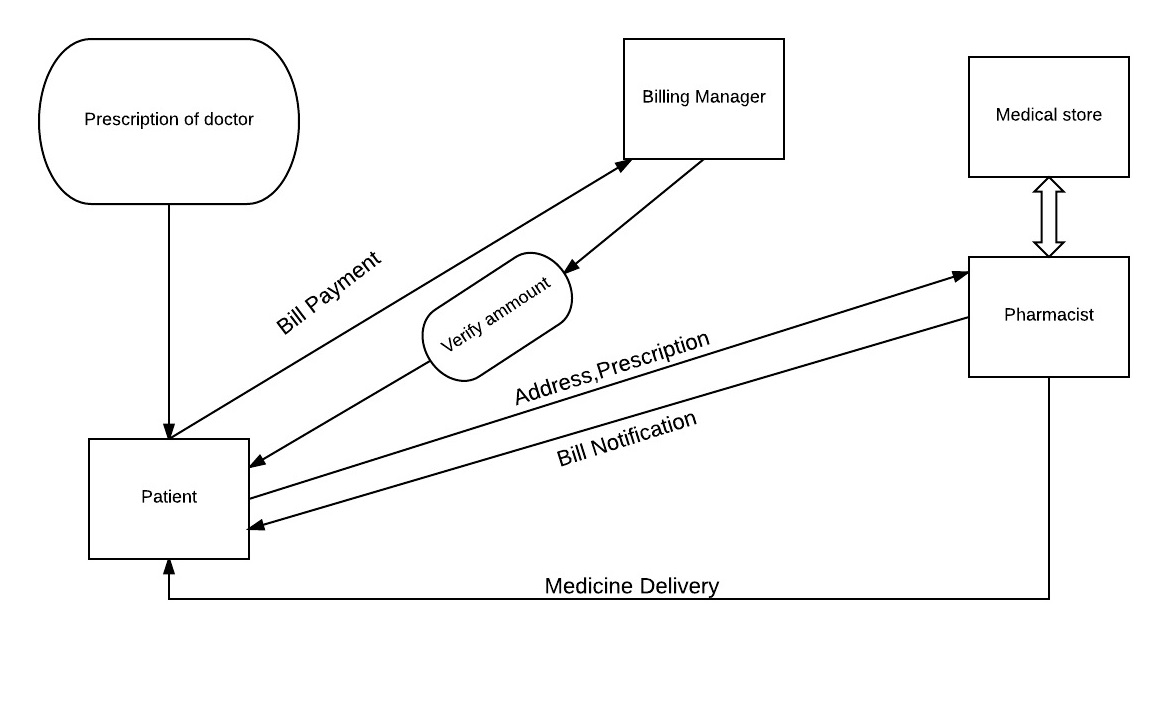 Prescription of doctor
Billing Manager
Medical store
Bill Payment
Verify ammount
Pharmacist
Address,Prescription
Bill Notification
Patient
Medicine Delivery